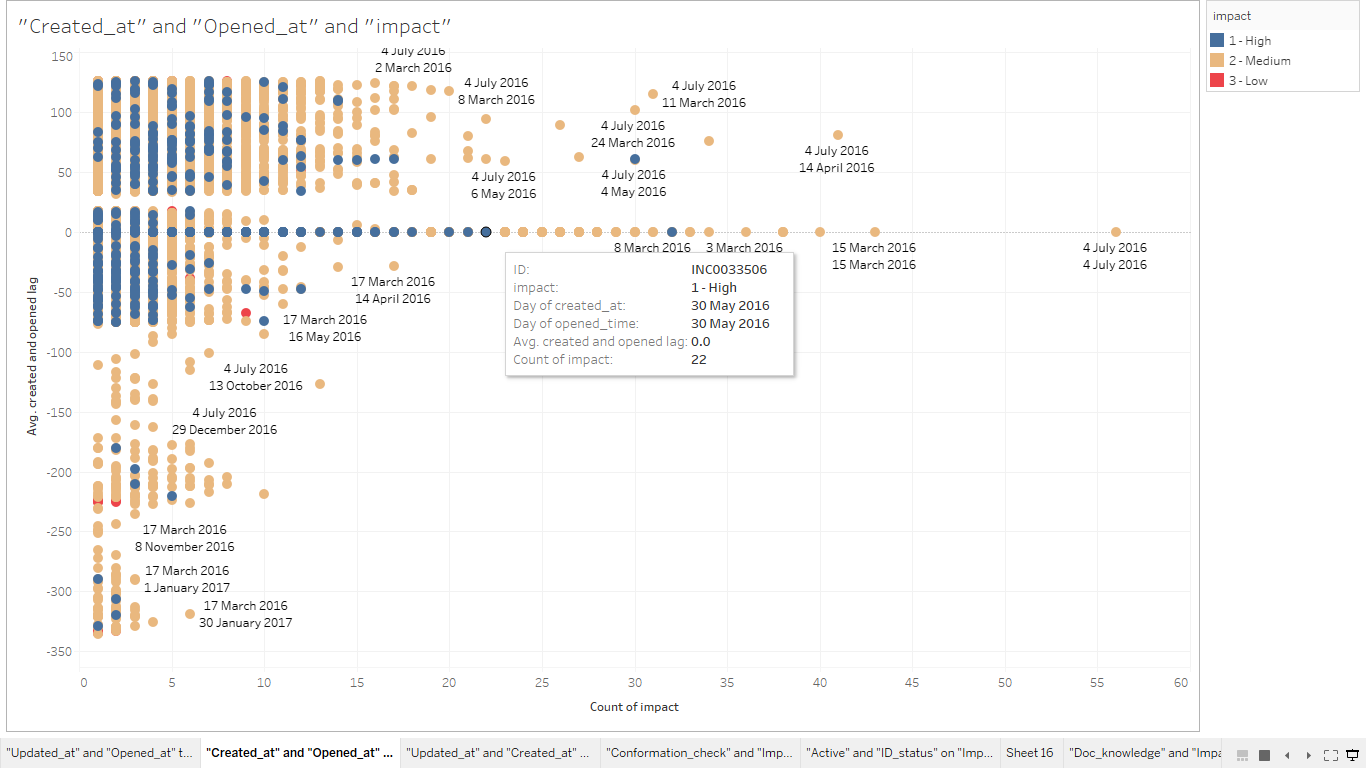 "Created_at" and "Opened_at" and "impact"
impact
1 - High
2 - Medium
3 - Low
Avg. created and opened lag
150
100
50
0
-50
-100
-150
-200
-250
-300
-350
4 July 2016
2 March 2016
4 July 2016
8 March 2016
4 July 2016
11 March 2016
4 July 2016
24 March 2016
4 July 2016
14 April 2016
4 July 2016
6 May 2016
4 July 2016
4 May 2016
8 March 2016
3 March 2016
15 March 2016
15 March 2016
4 July 2016
4 July 2016
17 March 2016
14 April 2016
17 March 2016
16 May 2016
4 July 2016
13 October 2016
4 July 2016
29 December 2016
17 March 2016
8 November 2016
17 March 2016
1 January 2017
17 March 2016
30 January 2017
ID: INC0033506
impact: 1 - High
Day of created_at: 30 May 2016
Day of opened_time: 30 May 2016
Avg. created and opened lag: 0.0
Count of impact: 22
0 5 10 15 20 25 30 35 40 45 50 55 60
Count of impact
"Updated_at" and "Opened_at" t...
"Created_at" and "Opened_at" ...
"Updated_at" and "Created_at" ...
"Conformation_check" and "Imp...
"Active" and "ID_status" on "Imp...
Sheet 16
"Doc_knowledge" and "Impa